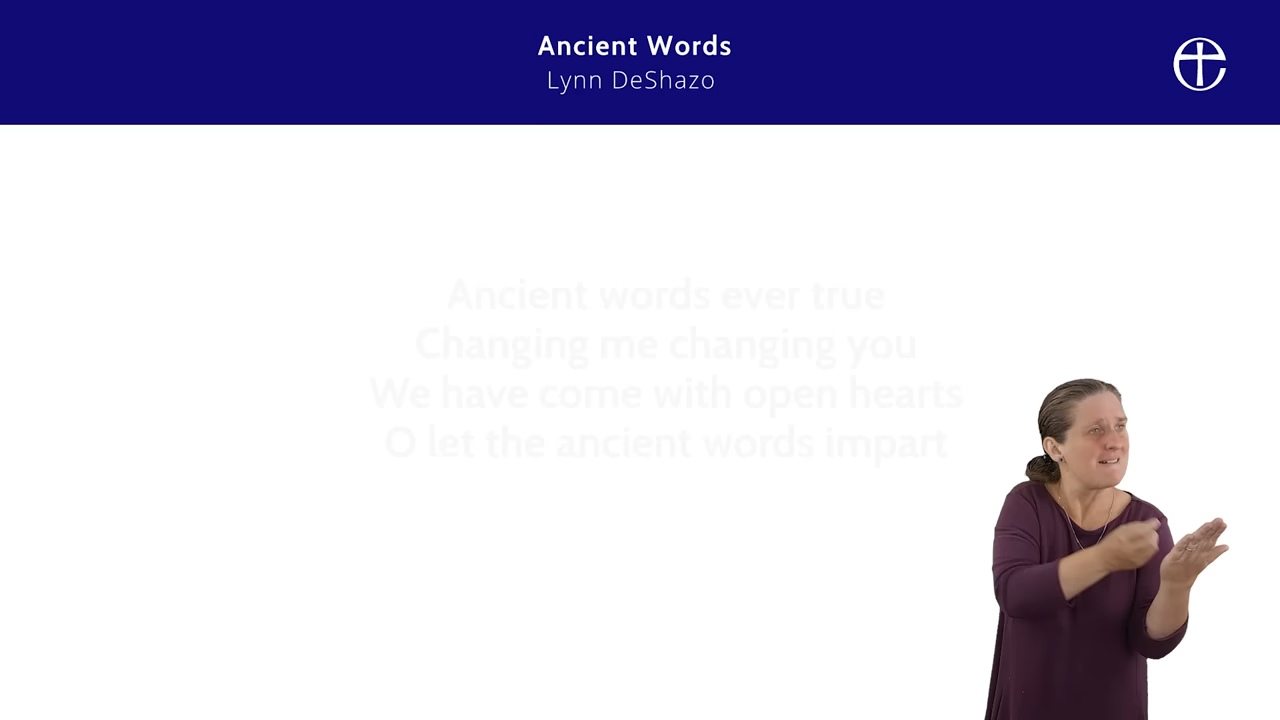 Ancient Words
Lynn DeShazo
Ancient words ever true
Changing me changing you
We have come with open hearts
O let the ancient words impart